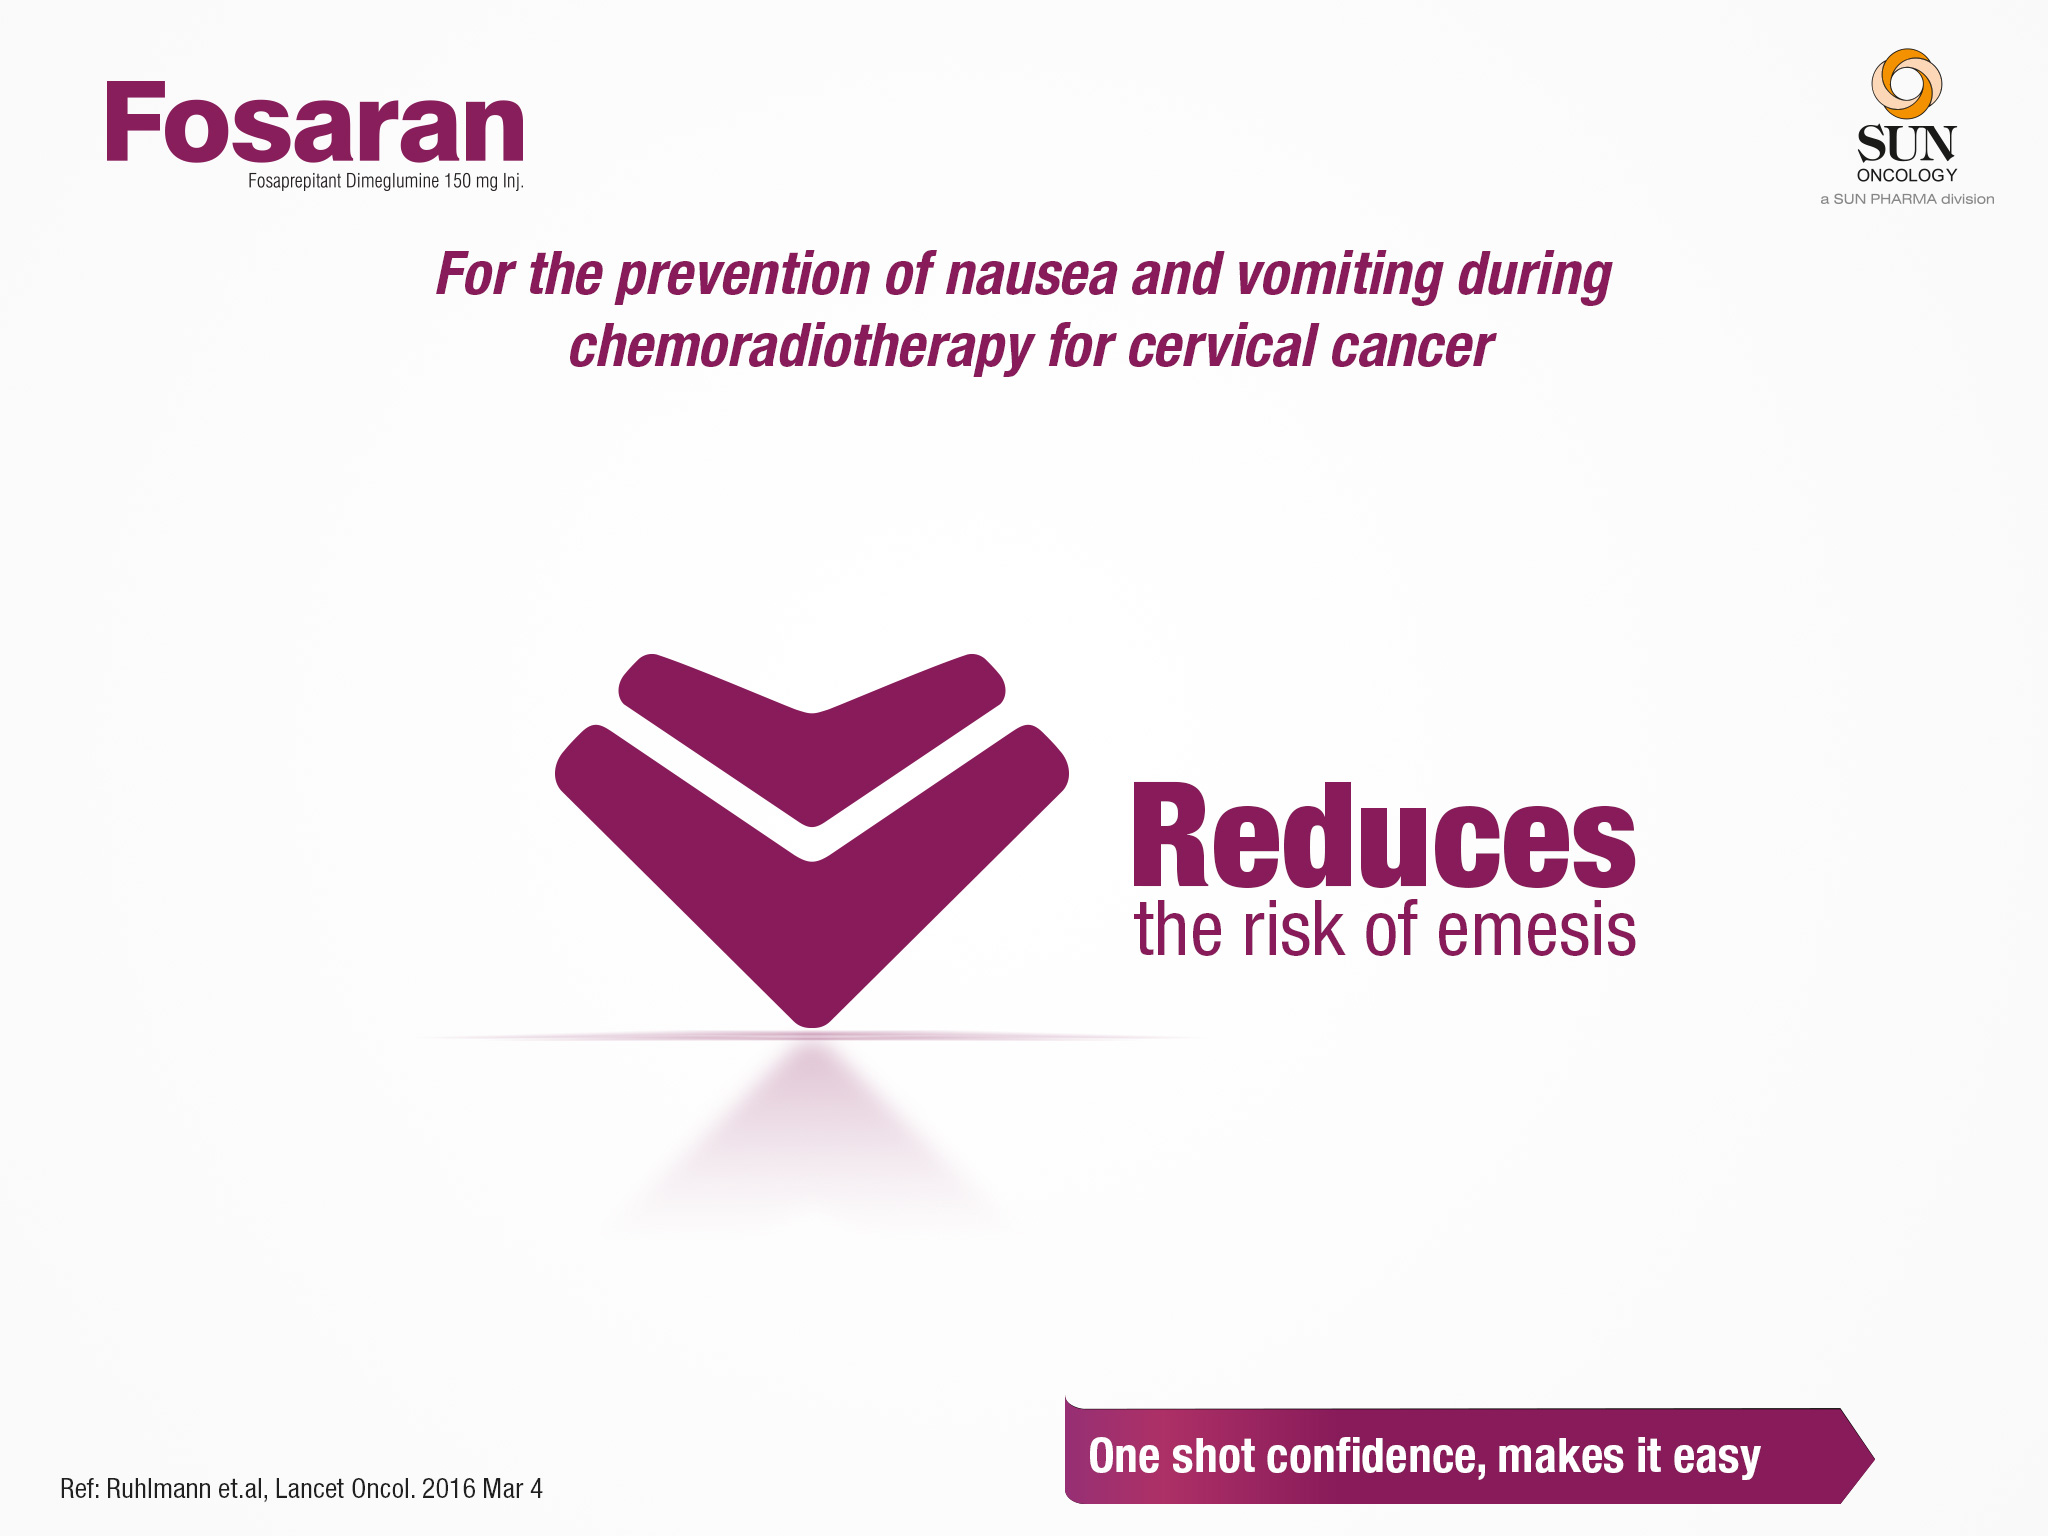 Fosaran
Fosaprepitant Dimeglumine 150 mg Inj.
SUN
ONCOLOGY
a SUN PHARMA division
For the prevention of nausea and vomiting during
chemoradiotherapy for cervical cancer
Reduces
the risk of emesis
One shot confidence, makes it easy
Ref: Ruhlmann et.al, Lancet Oncol. 2016 Mar 4